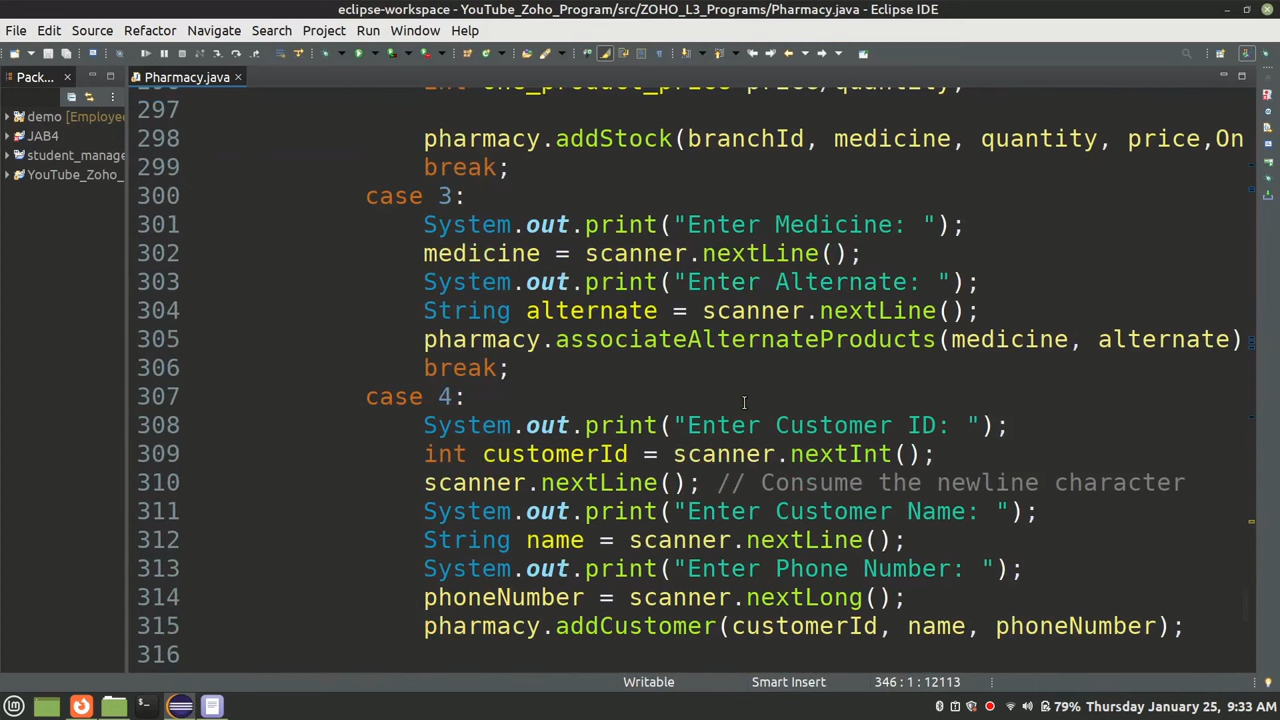 eclipse-workspace - YouTube_Zoho_Program/src/ZOHO_L3_Programs/Pharmacy.java - Eclipse IDE
File Edit Source Refactor Navigate Search Project Run Window Help
Pack... Pharmacy.java
demo [Employee
JAB4
student_manage
YouTube_Zoho_
int one_product_price price/quantity;
297
298 pharmacy.addStock(branchId, medicine, quantity, price,On
299 break;
300 case 3:
301 System.out.print("Enter Medicine: ");
302 medicine = scanner.nextLine();
303 System.out.print("Enter Alternate: ");
304 String alternate = scanner.nextLine();
305 pharmacy.associateAlternateProducts(medicine, alternate)
306 break;
307 case 4:
308 System.out.print("Enter Customer ID: ");
309 int customerId = scanner.nextInt();
310 scanner.nextLine(); // Consume the newline character
311 System.out.print("Enter Customer Name: ");
312 String name = scanner.nextLine();
313 System.out.print("Enter Phone Number: ");
314 phoneNumber = scanner.nextLong();
315 pharmacy.addCustomer(customerId, name, phoneNumber);
316
Writable Smart Insert 346 : 1 : 12113
79% Thursday January 25, 9:33 AM